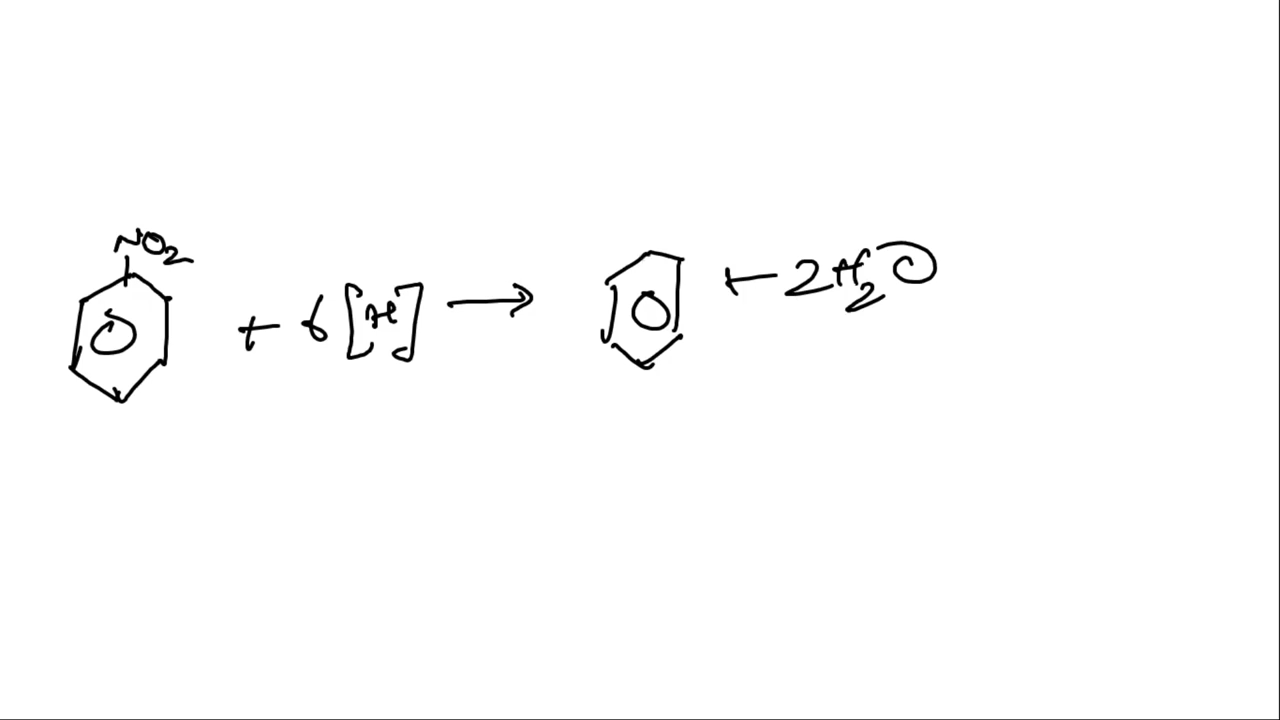 NO2
+ 6 [H] ⟶ + 2H2O